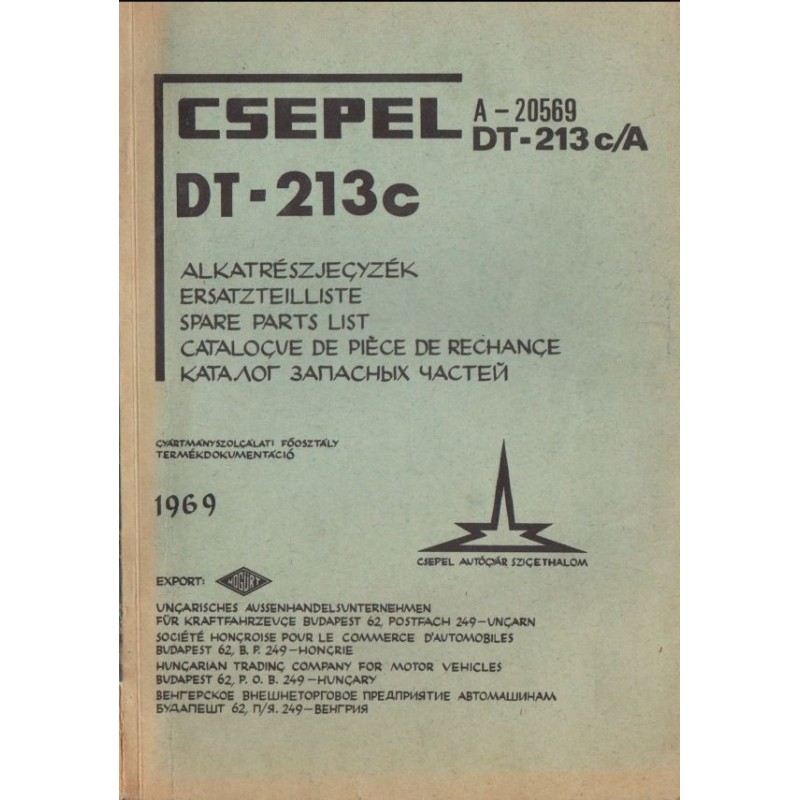 CSEPEL
A-20569
DT-213c/A
DT-213c
ALKATRÉSZJEGYZÉK
ERSATZTEILLISTE
SPARE PARTS LIST
CATALOGUE DE PIÈCE DE RECHANGE
КАТАЛОГ ЗАПАСНЫХ ЧАСТЕЙ
GYÁRTMÁNYSZOLGÁLATI FŐOSZTÁLY
TERMÉKDOKUMENTÁCIÓ
1969
CSEPEL AUTÓGYÁR SZIGETHALOM
EXPORT: MOGÜRT
UNGARISCHES AUSSENHANDELSUNTERNEHMEN
FÜR KRAFTFAHRZEUGE BUDAPEST 62, POSTFACH 249-UNGARN
SOCIÉTÉ HONGROISE POUR LE COMMERCE D'AUTOMOBILES
BUDAPEST 62, B. P. 249-HONGRIE
HUNGARIAN TRADING COMPANY FOR MOTOR VEHICLES
BUDAPEST 62, P. O. B. 249-HUNGARY
ВЕНГЕРСКОЕ ВНЕШНЕТОРГОВОЕ ПРЕДПРИЯТИЕ АВТОМАШИНАМ
БУДАПЕШТ 62, П/Я. 249-ВЕНГРИЯ